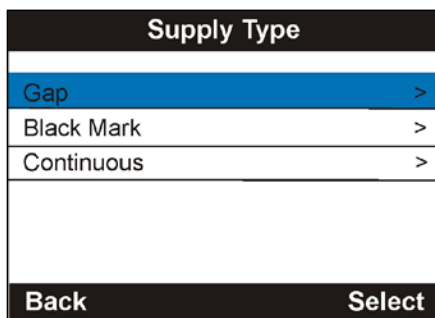 Supply Type
Gap >
Black Mark >
Continuous >
Back Select